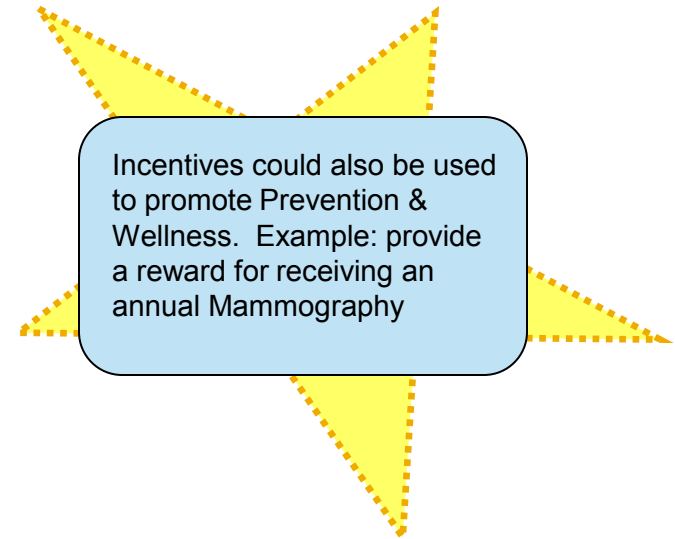 Incentives could also be used
to promote Prevention &
Wellness.  Example: provide
a reward for receiving an
annual Mammography